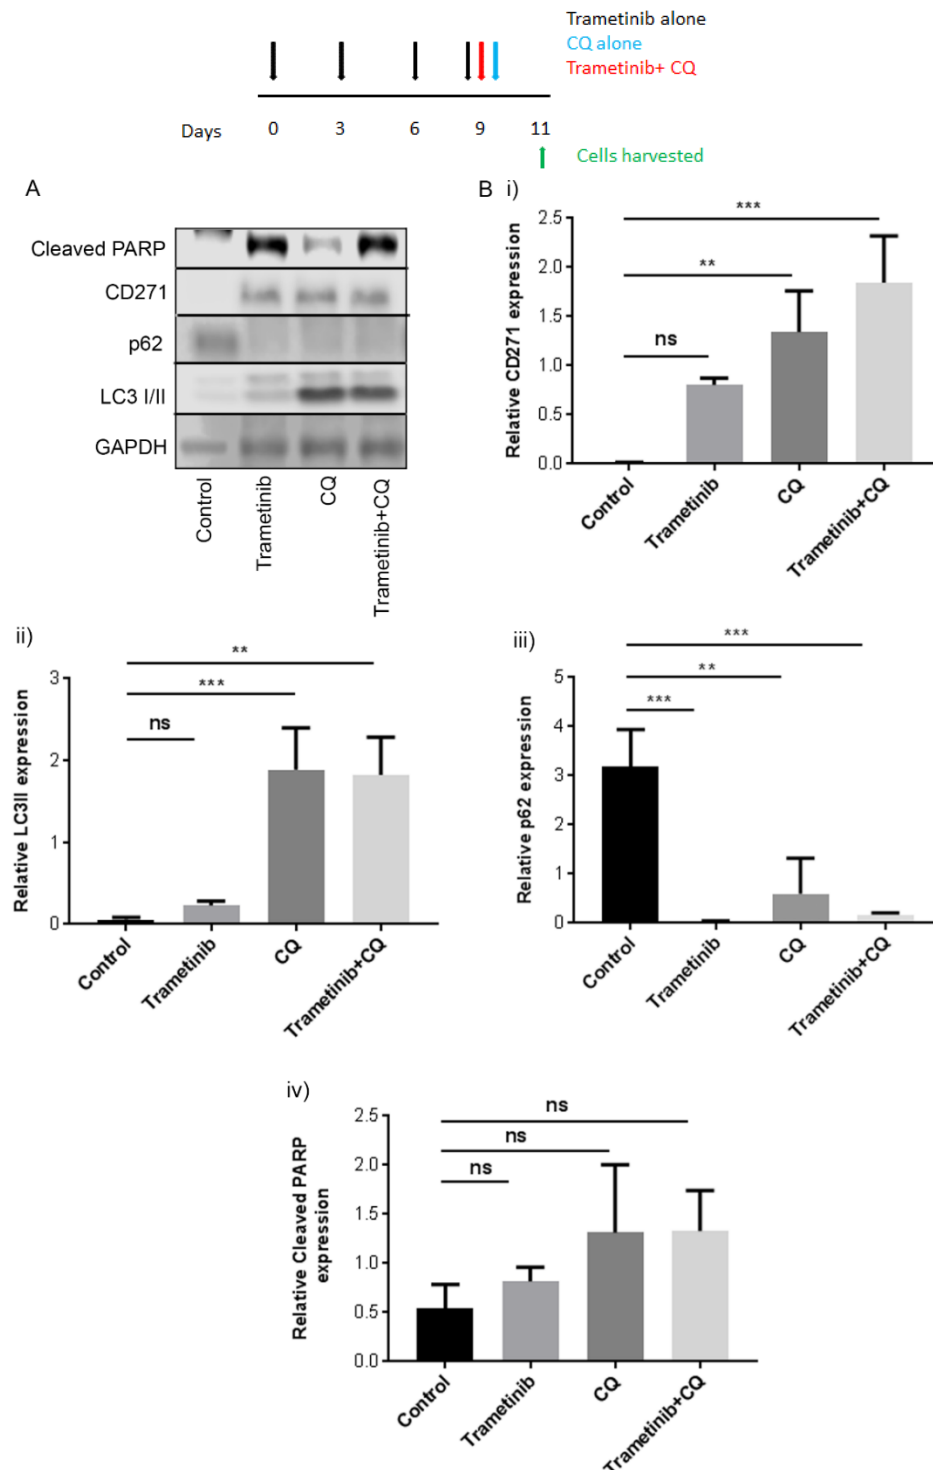 Trametinib alone
CQ alone
Trametinib+ CQ
Days 0 3 6 9 11
Cells harvested
A
Cleaved PARP
CD271
p62
LC3 I/II
GAPDH
Control
Trametinib
CQ
Trametinib+CQ
B i)
***
**
ns
Relative CD271 expression
2.5
2.0
1.5
1.0
0.5
0.0
Control
Trametinib
CQ
Trametinib+CQ
ii)
**
***
ns
Relative LC3II expression
3
2
1
0
Control
Trametinib
CQ
Trametinib+CQ
iii)
***
**
***
Relative p62 expression
5
4
3
2
1
0
Control
Trametinib
CQ
Trametinib+CQ
iv)
ns
ns
ns
Relative Cleaved PARP
expression
2.5
2.0
1.5
1.0
0.5
0.0
Control
Trametinib
CQ
Trametinib+CQ